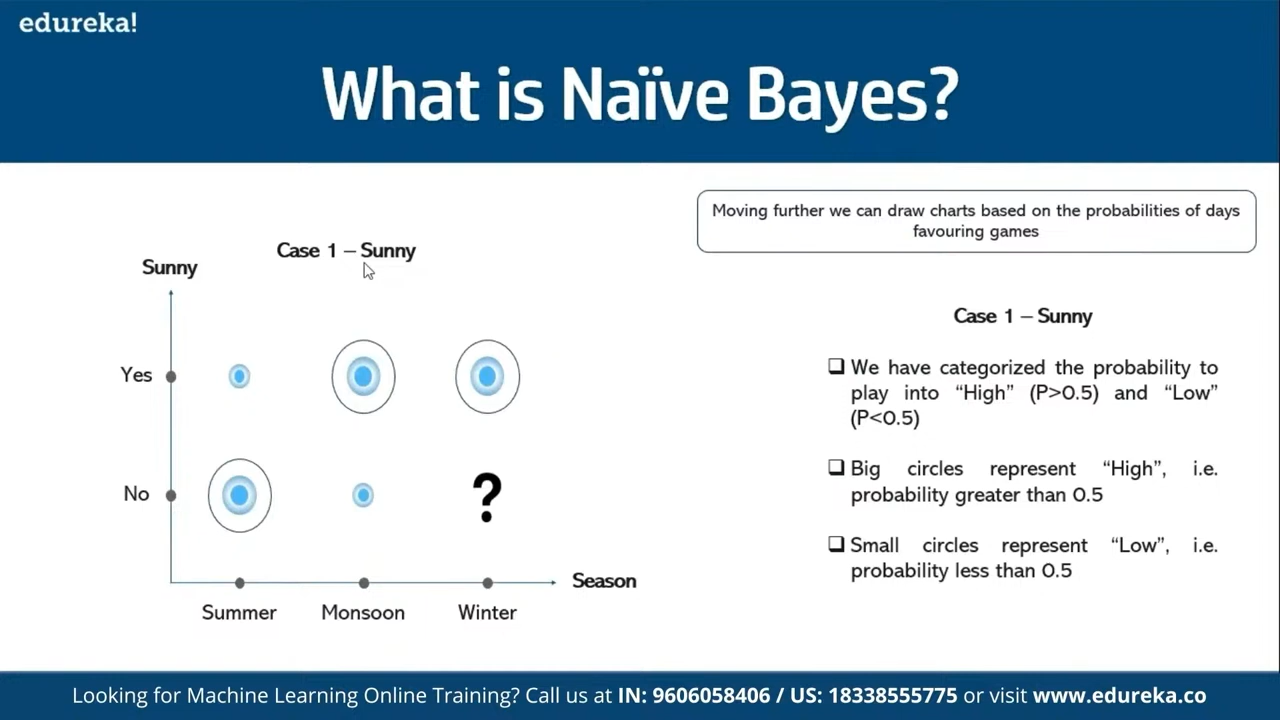 edureka!
What is Naïve Bayes?
Moving further we can draw charts based on the probabilities of days
favouring games
Case 1 – Sunny
Sunny
Yes
No
?
Season
Summer
Monsoon
Winter
Case 1 – Sunny
We have categorized the probability to
play into “High” (P>0.5) and “Low”
(P<0.5)
Big circles represent “High”, i.e.
probability greater than 0.5
Small circles represent “Low”, i.e.
probability less than 0.5
Looking for Machine Learning Online Training? Call us at IN: 9606058406 / US: 18338555775 or visit www.edureka.co